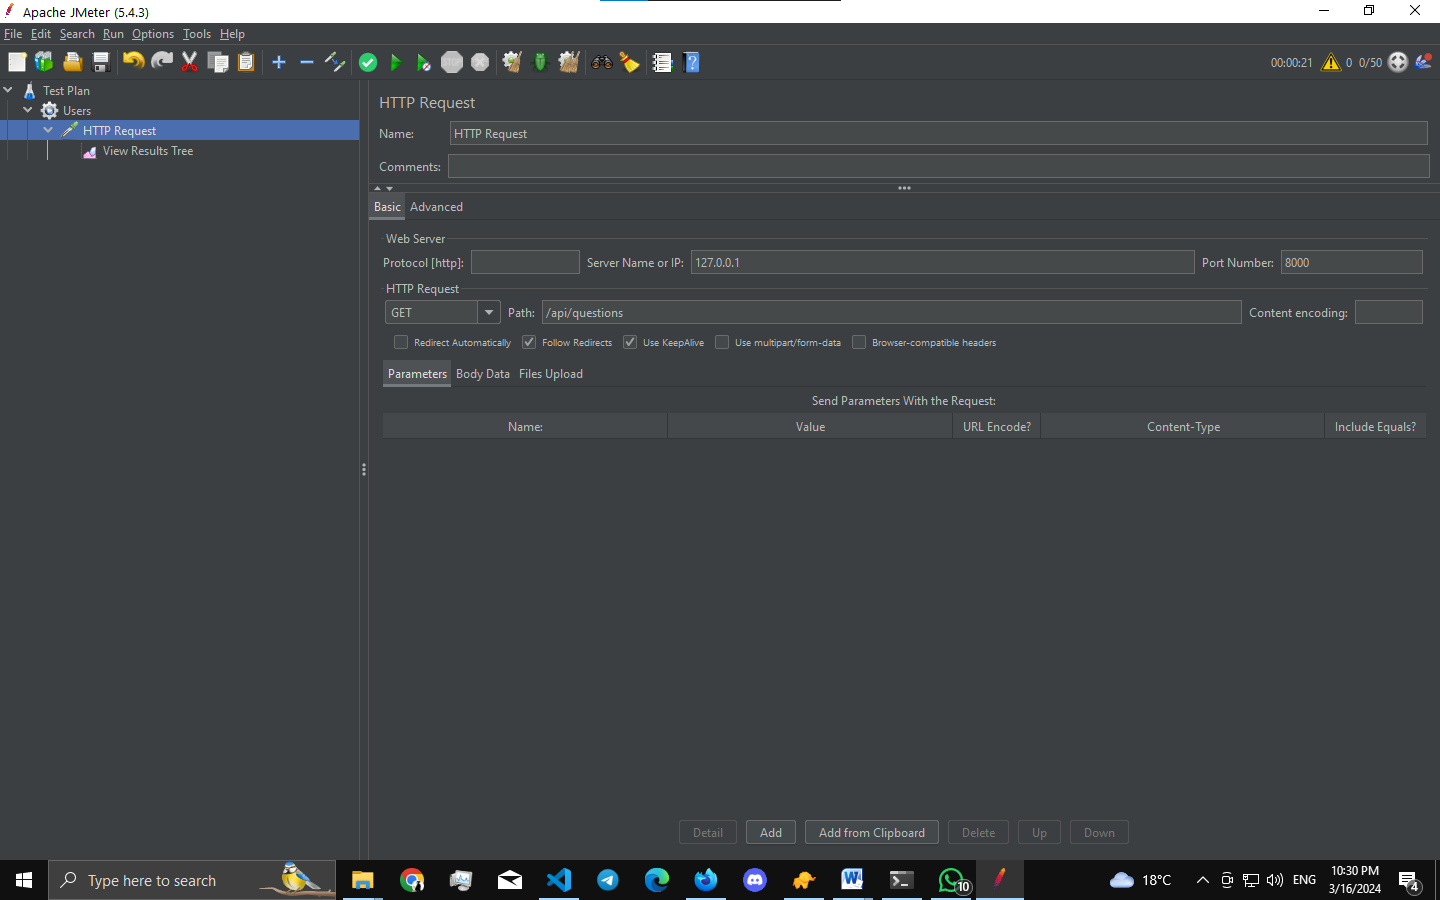 Apache JMeter (5.4.3)
File Edit Search Run Options Tools Help
STOP
00:00:21 0 0/50
Test Plan
Users
HTTP Request
View Results Tree
HTTP Request
Name: HTTP Request
Comments:
Basic Advanced
Web Server
Protocol [http]: Server Name or IP: 127.0.0.1 Port Number: 8000
HTTP Request
GET Path: /api/questions Content encoding:
Redirect Automatically Follow Redirects Use KeepAlive Use multipart/form-data Browser-compatible headers
Parameters Body Data Files Upload
Send Parameters With the Request:
Name: Value URL Encode? Content-Type Include Equals?
Detail Add Add from Clipboard Delete Up Down
Type here to search
10
18°C
ENG
10:30 PM
3/16/2024
4